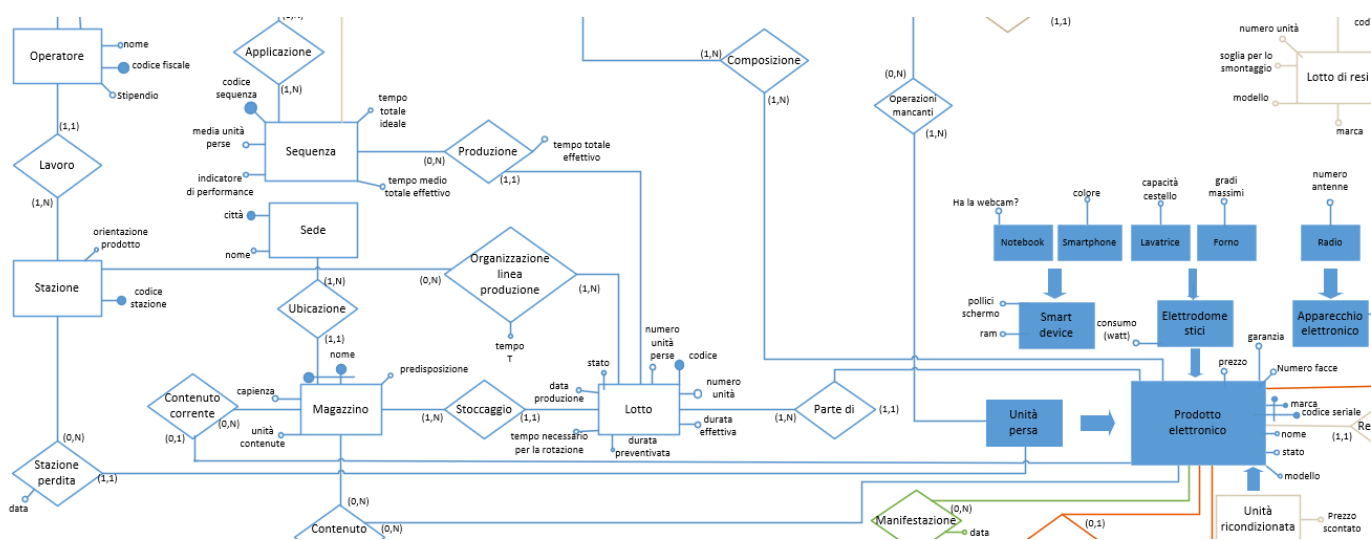 (1,N)
(1,1)
numero unità
cod
Operatore
nome
codice fiscale
Stipendio
Applicazione
(1,N)
Composizione
(1,N)
soglia per lo
smontaggio
Lotto di resi
modello
marca
codice
sequenza
tempo
totale
ideale
(0,N)
Operazioni
mancanti
(1,N)
(1,N)
(1,1)
Lavoro
(1,N)
media unità
perse
Sequenza
indicatore
di performance
tempo medio
totale effettivo
(0,N)
Produzione
tempo totale
effettivo
(1,1)
città
Sede
nome
(1,N)
Ha la webcam?
colore
capacità
cestello
gradi
massimi
numero
antenne
Notebook
Smartphone
Lavatrice
Forno
Radio
orientazione
prodotto
Stazione
codice
stazione
(0,N)
Organizzazione
linea
produzione
(1,N)
tempo
T
Ubicazione
(1,1)
pollici
schermo
ram
Smart
device
consumo
(watt)
Elettrodome
stici
Apparecchio
elettronico
nome
predisposizione
capienza
Magazzino
unità
contenute
Contenuto
corrente
(0,N)
(0,1)
(1,N)
Stoccaggio
(1,1)
stato
numero
unità
perse
codice
data
produzione
Lotto
numero
unità
durata
effettiva
tempo necessario
per la rotazione
durata
preventivata
(1,N)
Parte di
(1,1)
Unità
persa
garanzia
prezzo
Numero facce
Prodotto
elettronico
marca
codice seriale
nome
stato
modello
(1,1)
Re
(0,N)
Stazione
perdita
(1,1)
data
(0,N)
Contenuto
(0,N)
Manifestazione
(0,N)
data
(0,1)
Unità
ricondizionata
Prezzo
scontato